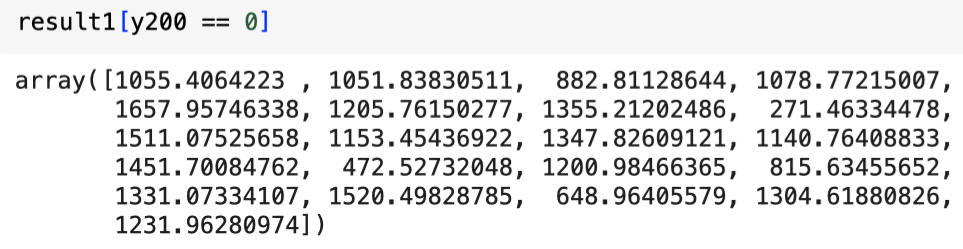 result1[y200 == 0]
array([1055.4064223 , 1051.83830511,  882.81128644, 1078.77215007,
       1657.95746338, 1205.76150277, 1355.21202486,  271.46334478,
       1511.07525658, 1153.45436922, 1347.82609121, 1140.76408833,
       1451.70084762,  472.52732048, 1200.98466365,  815.63455652,
       1331.07334107, 1520.49828785,  648.96405579, 1304.61880826,
       1231.96280974])